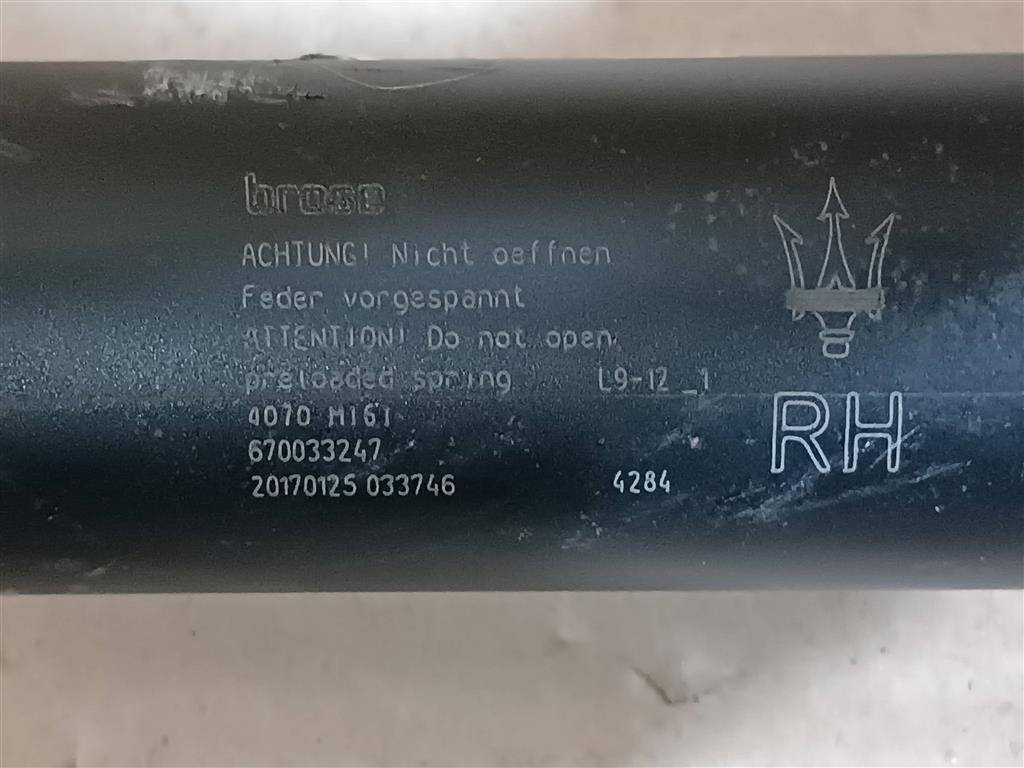 brose
ACHTUNG! Nicht oeffnen
Feder vorgespannt
ATTENTION! Do not open,
preloaded spring L9-12_1
4070 M161
670033247
20170125 033746 4284
RH